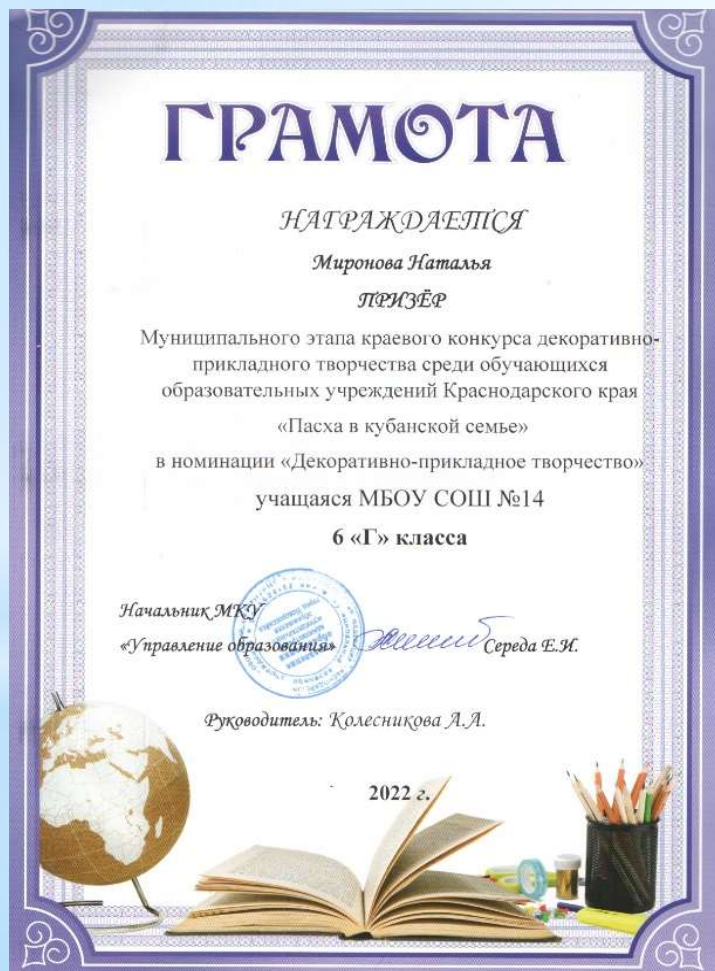 ГРАМОТА
НАГРАЖДАЕТСЯ
Миронова Наталья
ПРИЗЁР
Муниципального этапа краевого конкурса декоративно-
прикладного творчества среди обучающихся
образовательных учреждений Краснодарского края
«Пасха в кубанской семье»
в номинации «Декоративно-прикладное творчество»
учащаяся МБОУ СОШ №14
6 «Г» класса
Начальник МКУ
«Управление образования» Середа Е.И.
Руководитель: Колесникова А.А.
2022 г.